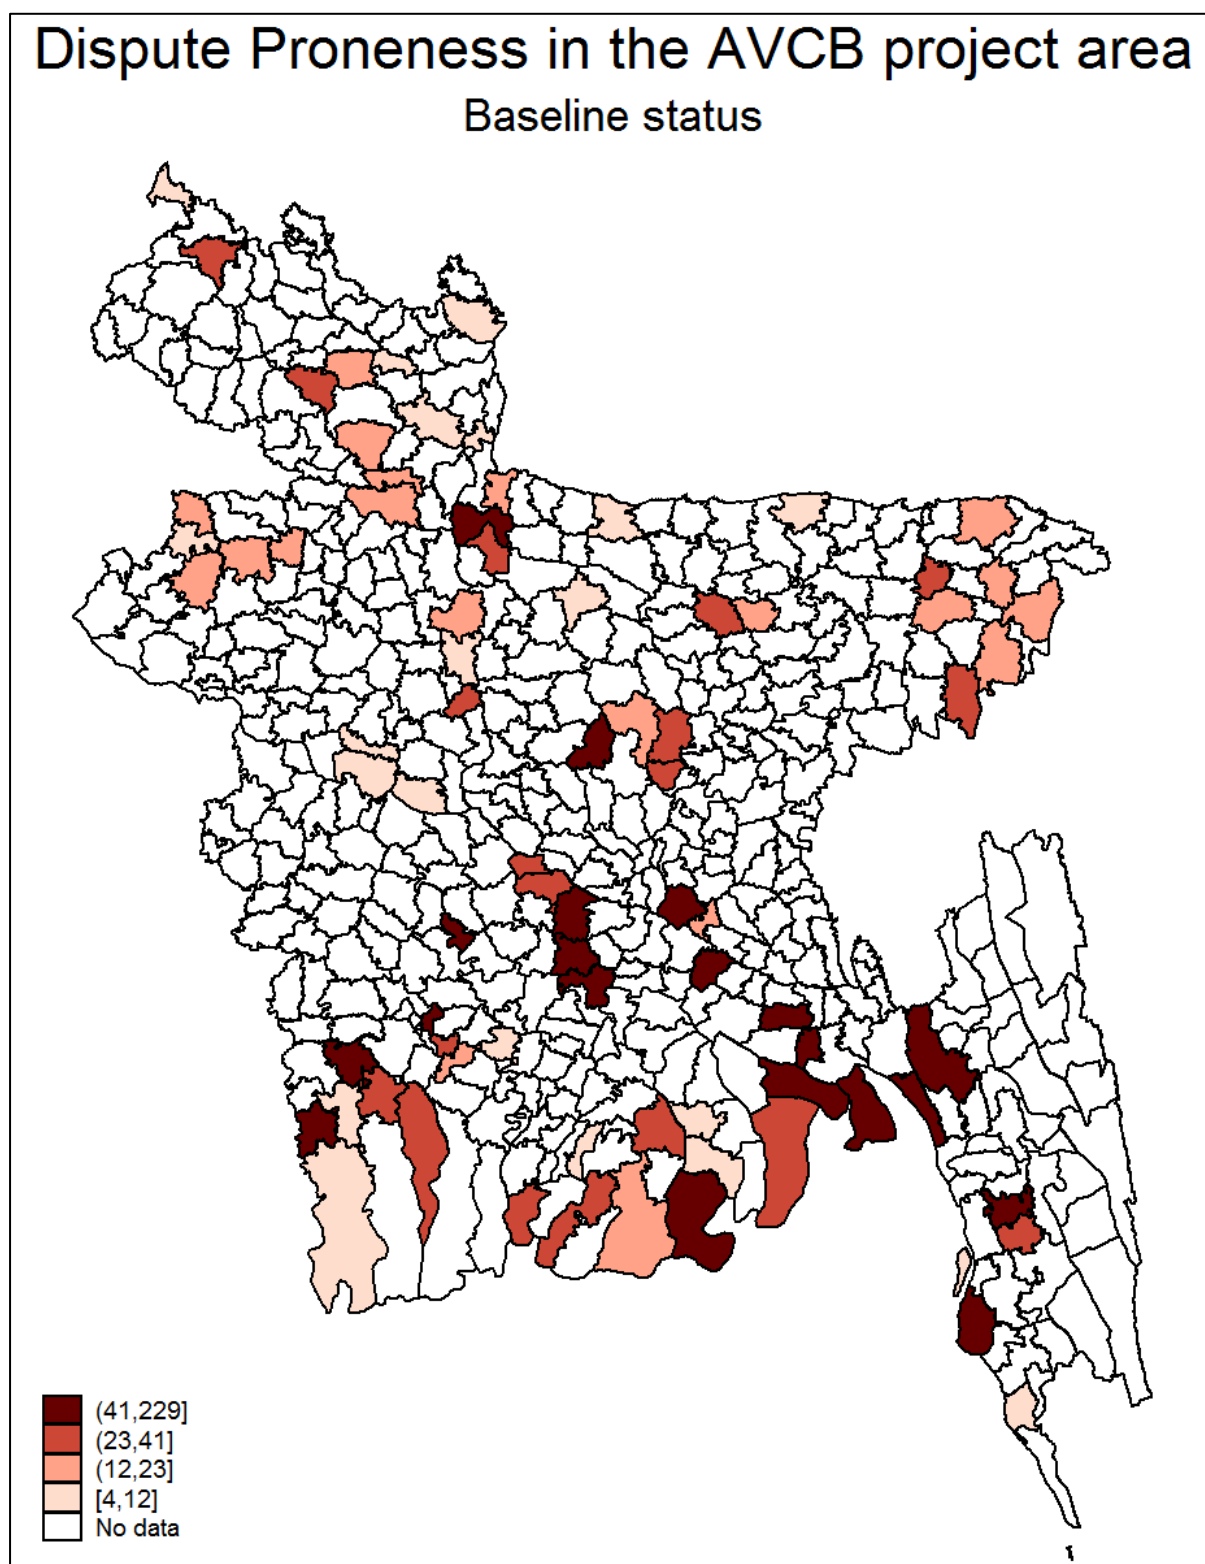 Dispute Proneness in the AVCB project area
Baseline status
(41,229]
(23,41]
(12,23]
[4,12]
No data